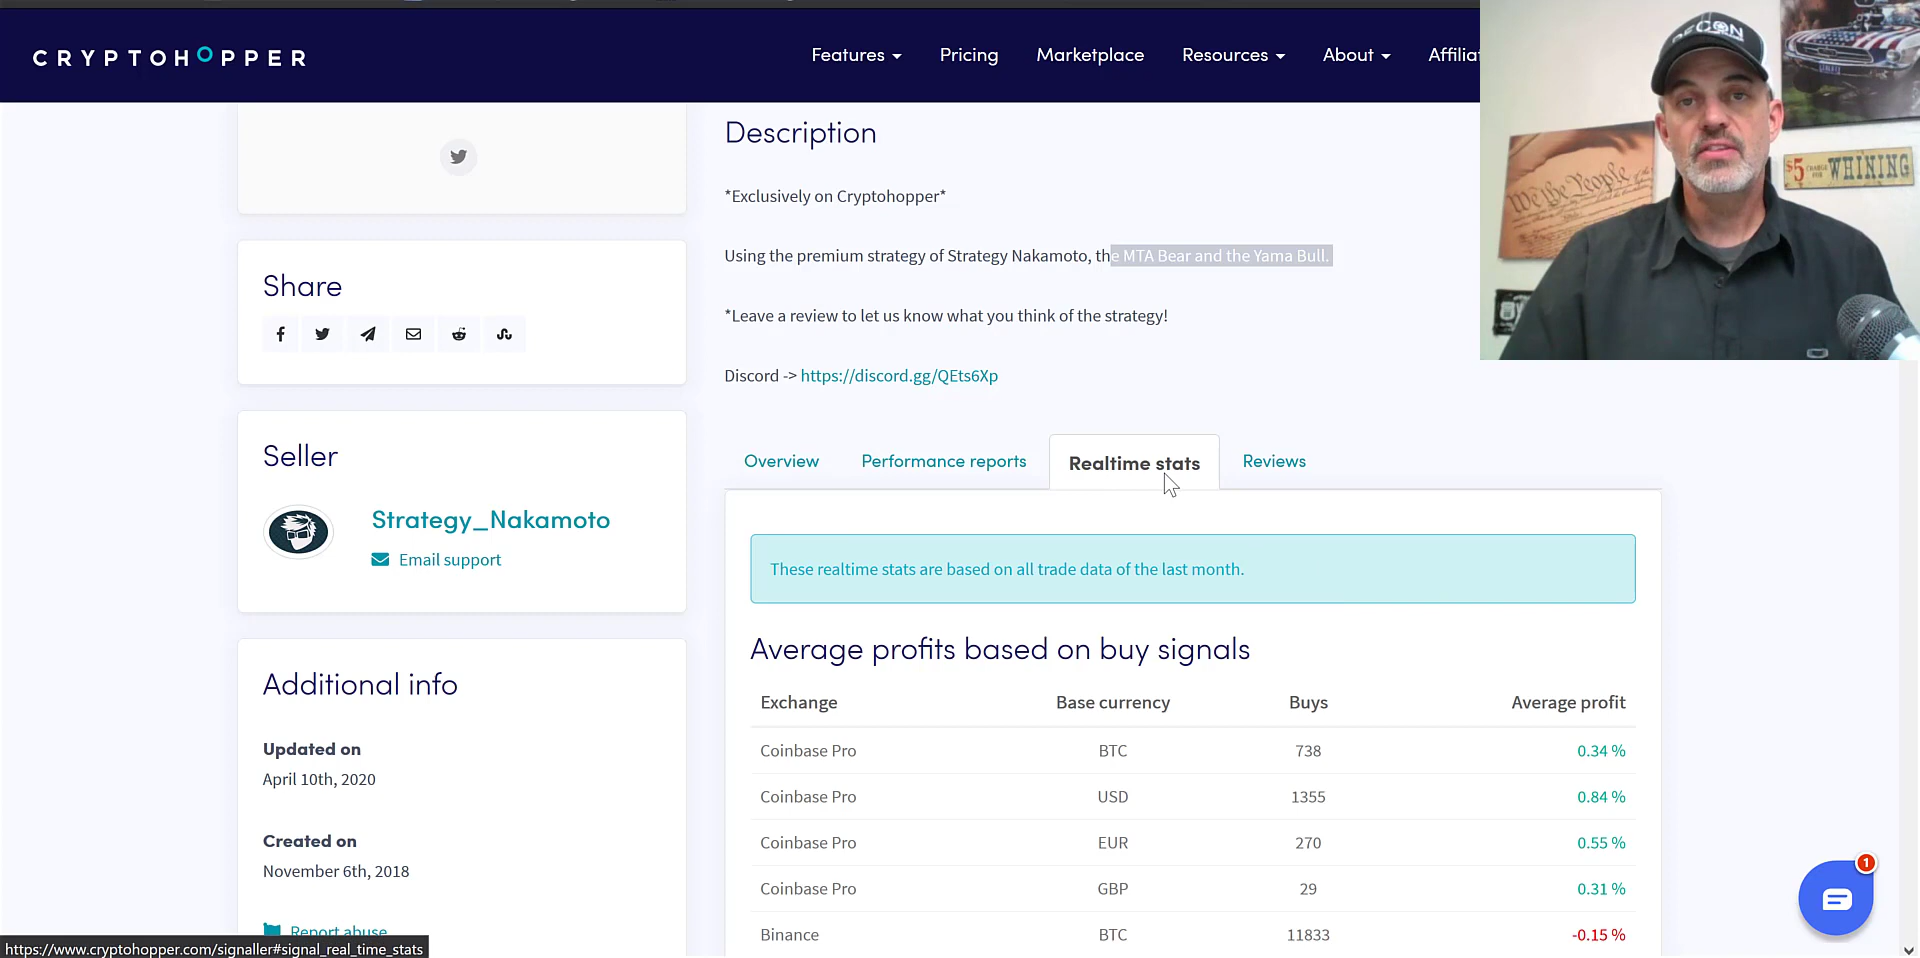 CRYPTOHOPPER
Features
Pricing
Marketplace
Resources
About
Affiliat
RECON
We the People
$5 CHARGE FOR WHINING
Description
*Exclusively on Cryptohopper*
Using the premium strategy of Strategy Nakamoto, the MTA Bear and the Yama Bull.
*Leave a review to let us know what you think of the strategy!
Discord -> https://discord.gg/QEts6Xp
Share
Seller
Strategy_Nakamoto
Email support
Additional info
Updated on
April 10th, 2020
Created on
November 6th, 2018
Report abuse
https://www.cryptohopper.com/signaller#signal_real_time_stats
Overview
Performance reports
Realtime stats
Reviews
These realtime stats are based on all trade data of the last month.
Average profits based on buy signals
Exchange Base currency Buys Average profit
Coinbase Pro BTC 738 0.34 %
Coinbase Pro USD 1355 0.84 %
Coinbase Pro EUR 270 0.55 %
Coinbase Pro GBP 29 0.31 %
Binance BTC 11833 -0.15 %
1